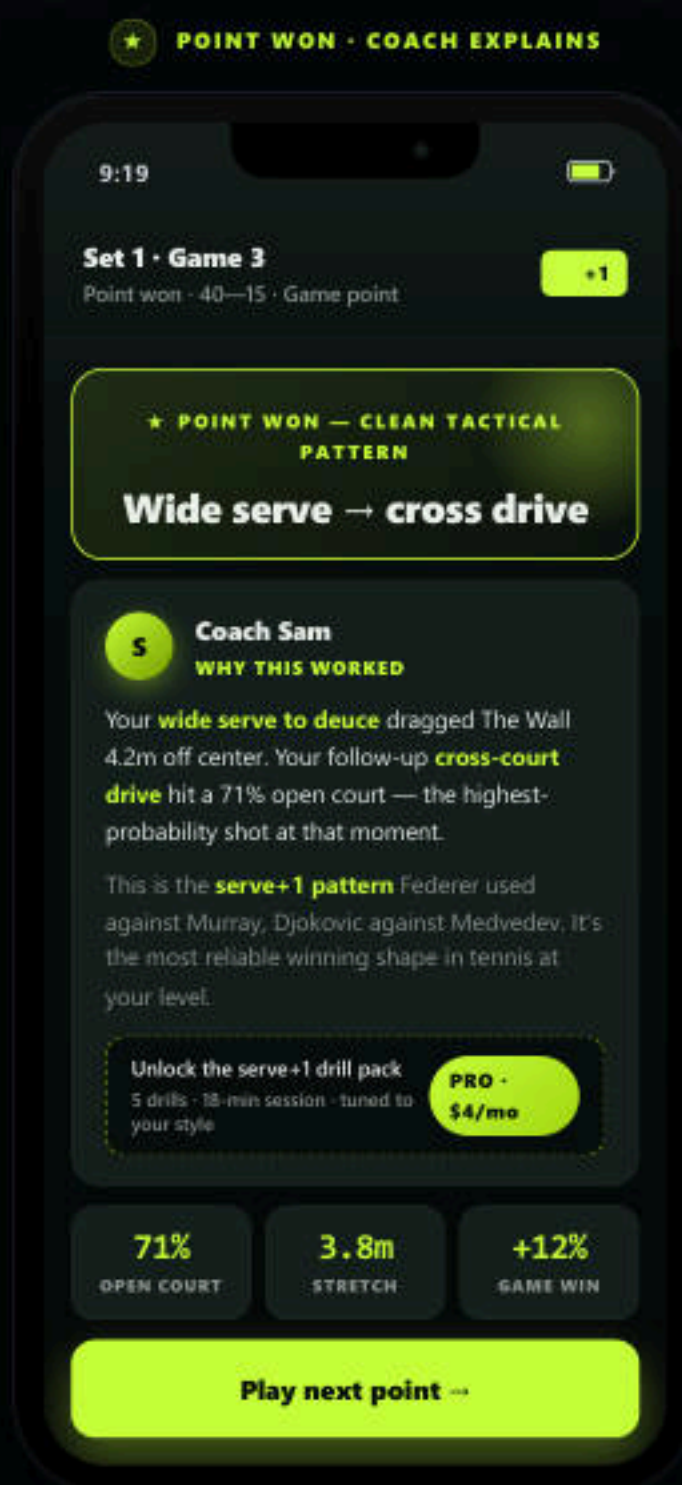 ★ POINT WON · COACH EXPLAINS
9:19
Set 1 · Game 3
Point won · 40—15 · Game point
+1
★ POINT WON — CLEAN TACTICAL
PATTERN
Wide serve → cross drive
S
Coach Sam
WHY THIS WORKED
Your wide serve to deuce dragged The Wall
4.2m off center. Your follow-up cross-court
drive hit a 71% open court — the highest-
probability shot at that moment.
This is the serve+1 pattern Federer used
against Murray, Djokovic against Medvedev. It's
the most reliable winning shape in tennis at
your level.
Unlock the serve+1 drill pack
5 drills · 18-min session · tuned to
your style
PRO ·
$4/mo
71%
OPEN COURT
3.8m
STRETCH
+12%
GAME WIN
Play next point →